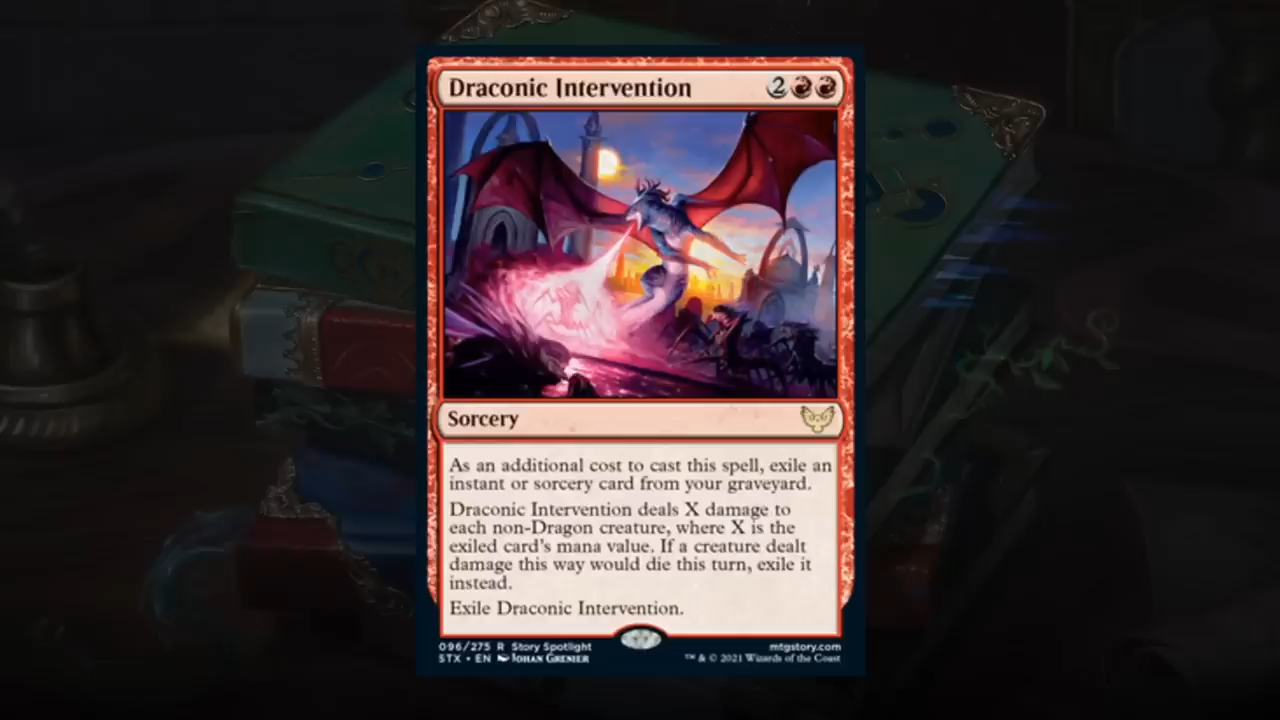 Draconic Intervention 2
Sorcery
As an additional cost to cast this spell, exile an
instant or sorcery card from your graveyard.
Draconic Intervention deals X damage to
each non-Dragon creature, where X is the
exiled card's mana value. If a creature dealt
damage this way would die this turn, exile it
instead.
Exile Draconic Intervention.
096/275 R Story Spotlight mtgstory.com
STX • EN Johan Grenier ™ & © 2021 Wizards of the Coast